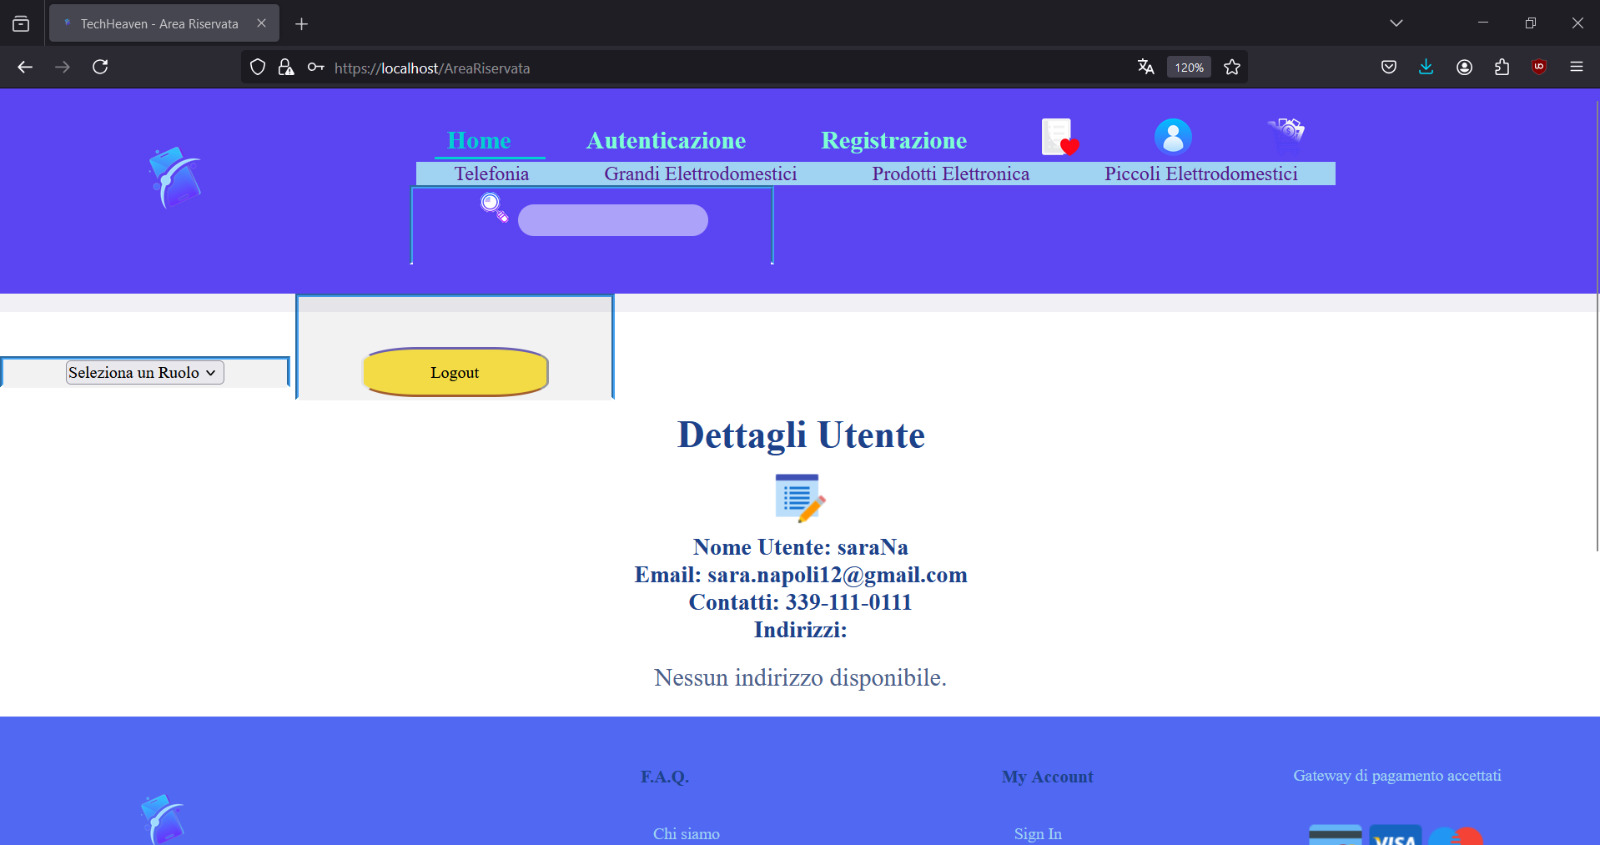 TechHeaven - Area Riservata
https://localhost/AreaRiservata
120%
Home Autenticazione Registrazione
Telefonia Grandi Elettrodomestici Prodotti Elettronica Piccoli Elettrodomestici
Seleziona un Ruolo
Logout
Dettagli Utente
Nome Utente: saraNa
Email: sara.napoli12@gmail.com
Contatti: 339-111-0111
Indirizzi:
Nessun indirizzo disponibile.
F.A.Q. My Account Gateway di pagamento accettati
Chi siamo Sign In
VISA